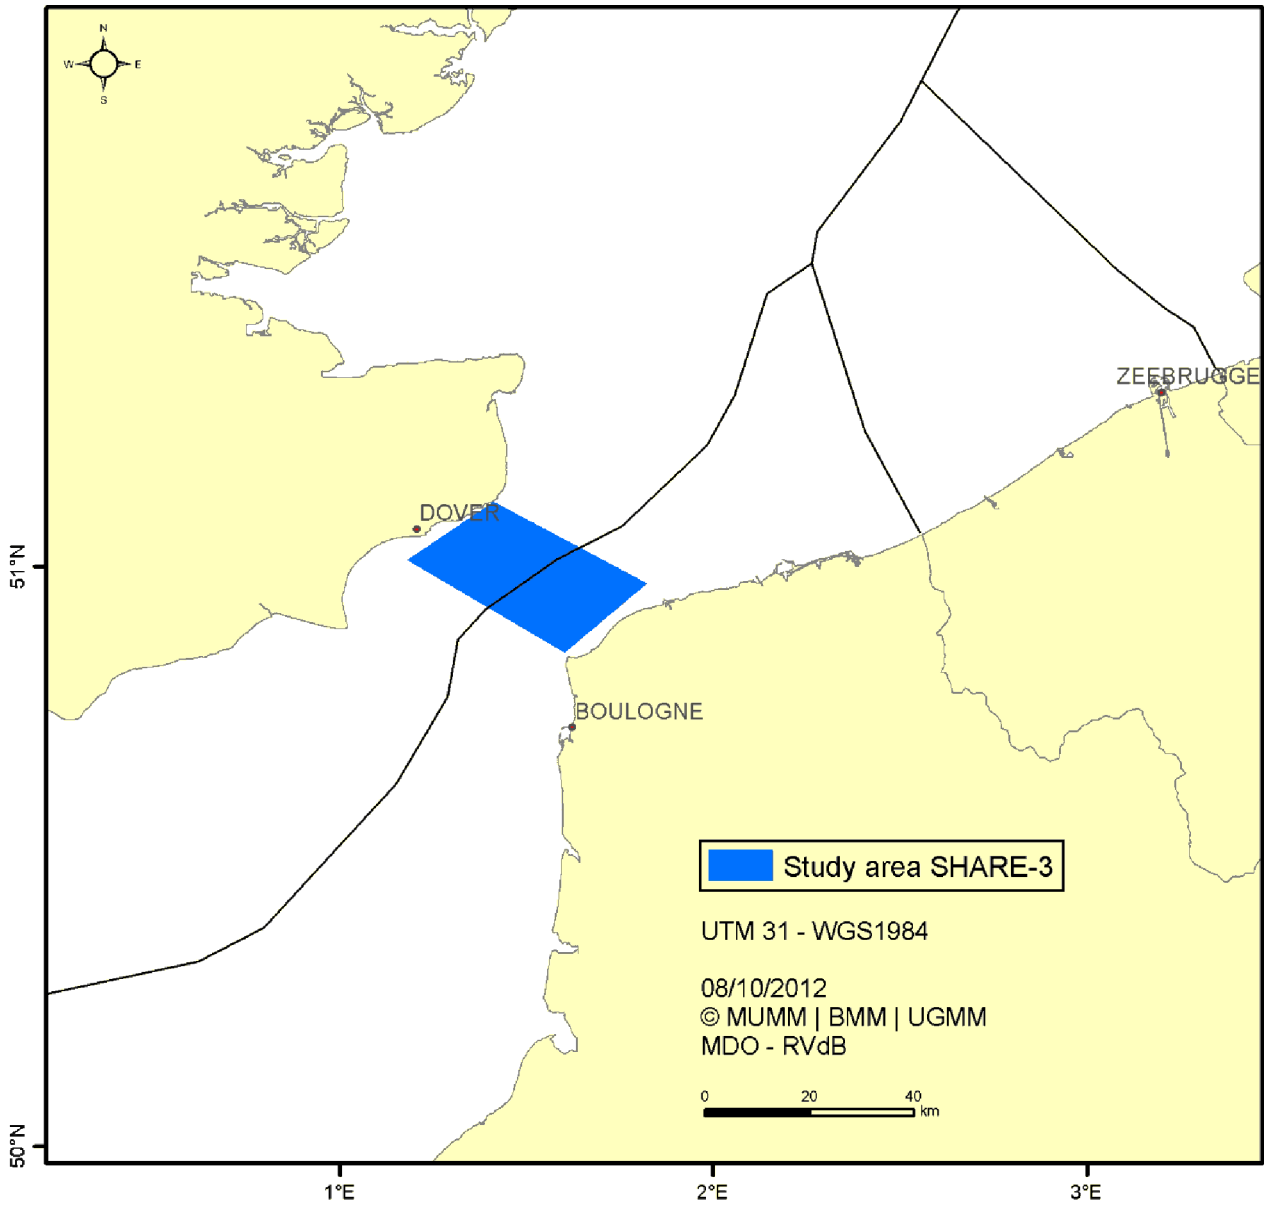 N
W E
S
ZEEBRUGGE
DOVER
51°N
BOULOGNE
Study area SHARE-3
UTM 31 - WGS1984
08/10/2012
© MUMM | BMM | UGMM
MDO - RVdB
0 20 40
km
50°N
1°E 2°E 3°E